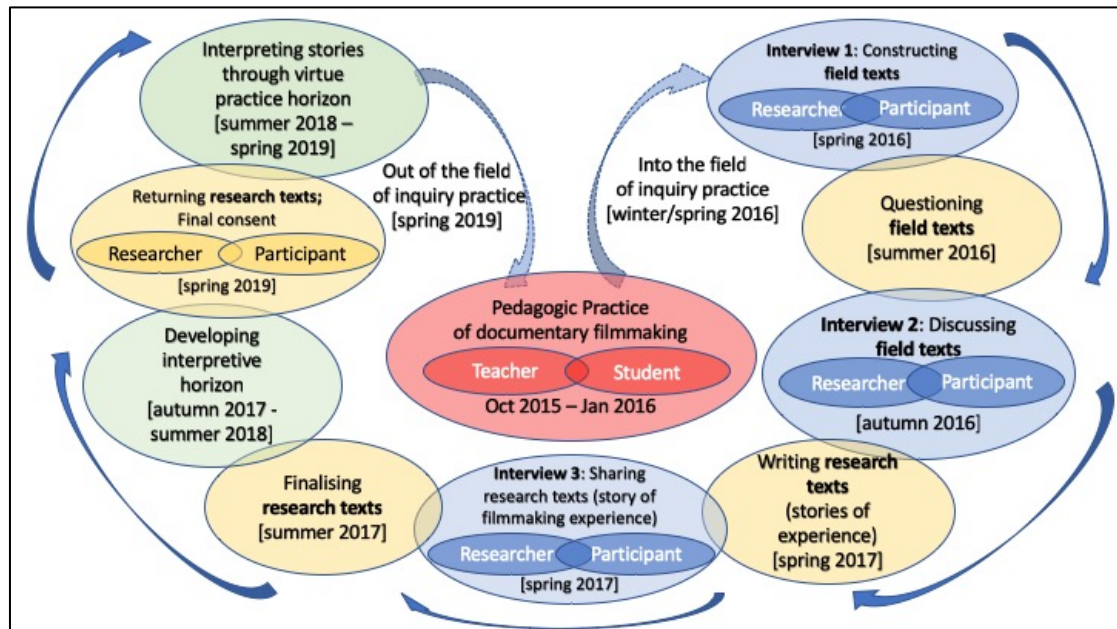 Interpreting stories
through virtue
practice horizon
[summer 2018 –
spring 2019]
Out of the field
of inquiry practice
[spring 2019]
Into the field
of inquiry practice
[winter/spring 2016]
Interview 1: Constructing
field texts
Researcher Participant
[spring 2016]
Questioning
field texts
[summer 2016]
Interview 2: Discussing
field texts
Researcher Participant
[autumn 2016]
Writing research
texts
(stories of
experience)
[spring 2017]
Interview 3: Sharing
research texts (story of
filmmaking experience)
Researcher Participant
[spring 2017]
Finalising
research texts
[summer 2017]
Developing
interpretive
horizon
[autumn 2017 -
summer 2018]
Returning research texts;
Final consent
Researcher Participant
[spring 2019]
Pedagogic Practice
of documentary filmmaking
Teacher Student
Oct 2015 – Jan 2016